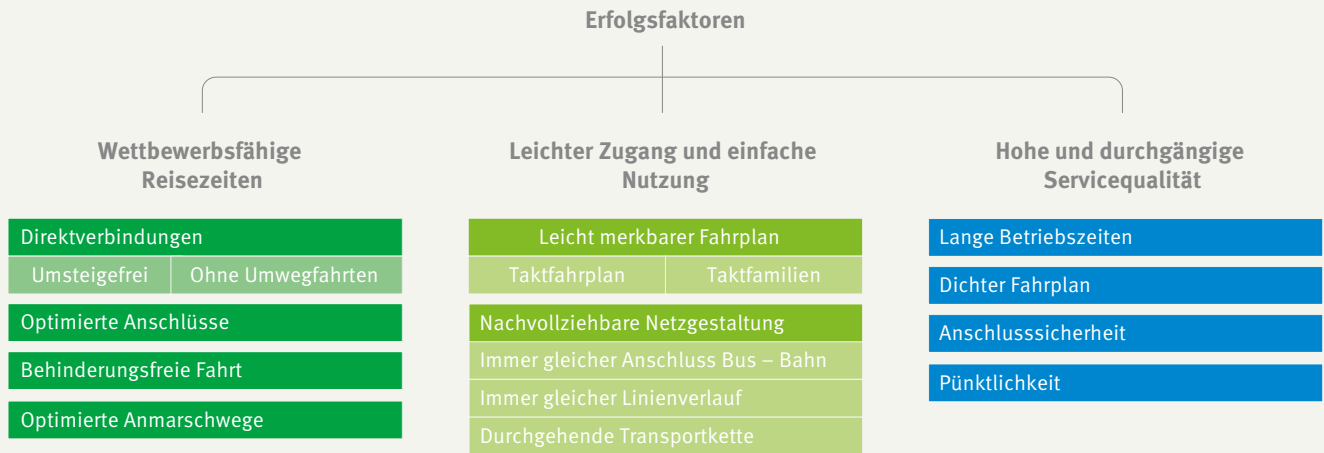 Erfolgsfaktoren
Wettbewerbsfähige
Reisezeiten
Direktverbindungen
Umsteigefrei
Ohne Umwegfahrten
Optimierte Anschlüsse
Behinderungsfreie Fahrt
Optimierte Anmarschwege
Leichter Zugang und einfache
Nutzung
Leicht merkbarer Fahrplan
Taktfahrplan
Taktfamilien
Nachvollziehbare Netzgestaltung
Immer gleicher Anschluss Bus – Bahn
Immer gleicher Linienverlauf
Durchgehende Transportkette
Hohe und durchgängige
Servicequalität
Lange Betriebszeiten
Dichter Fahrplan
Anschlusssicherheit
Pünktlichkeit